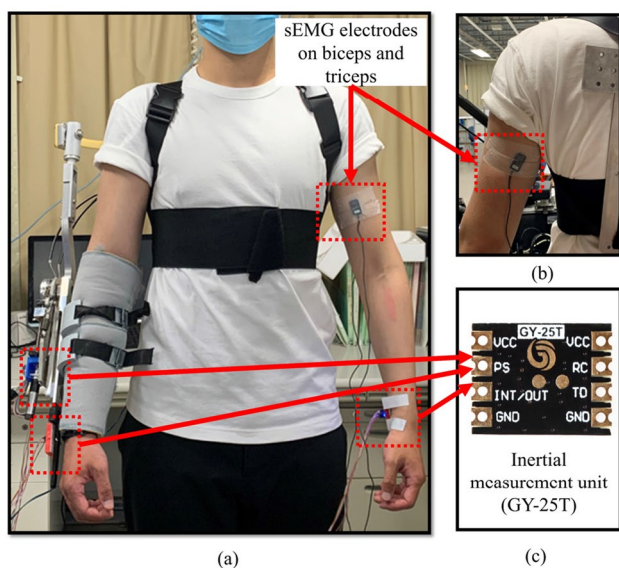 sEMG electrodes
on biceps and
triceps
(a)
(b)
GY-25T
VCC VCC
PS RC
INT/OUT TD
GND GND
Inertial
measurement unit
(GY-25T)
(c)